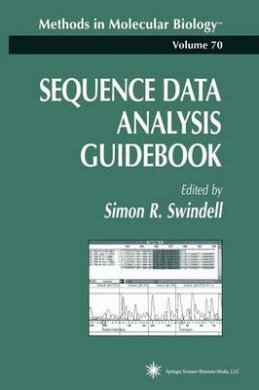 Methods in Molecular Biology™
Volume 70
SEQUENCE DATA
ANALYSIS
GUIDEBOOK
Edited by
Simon R. Swindell
Springer Science+Business Media, LLC